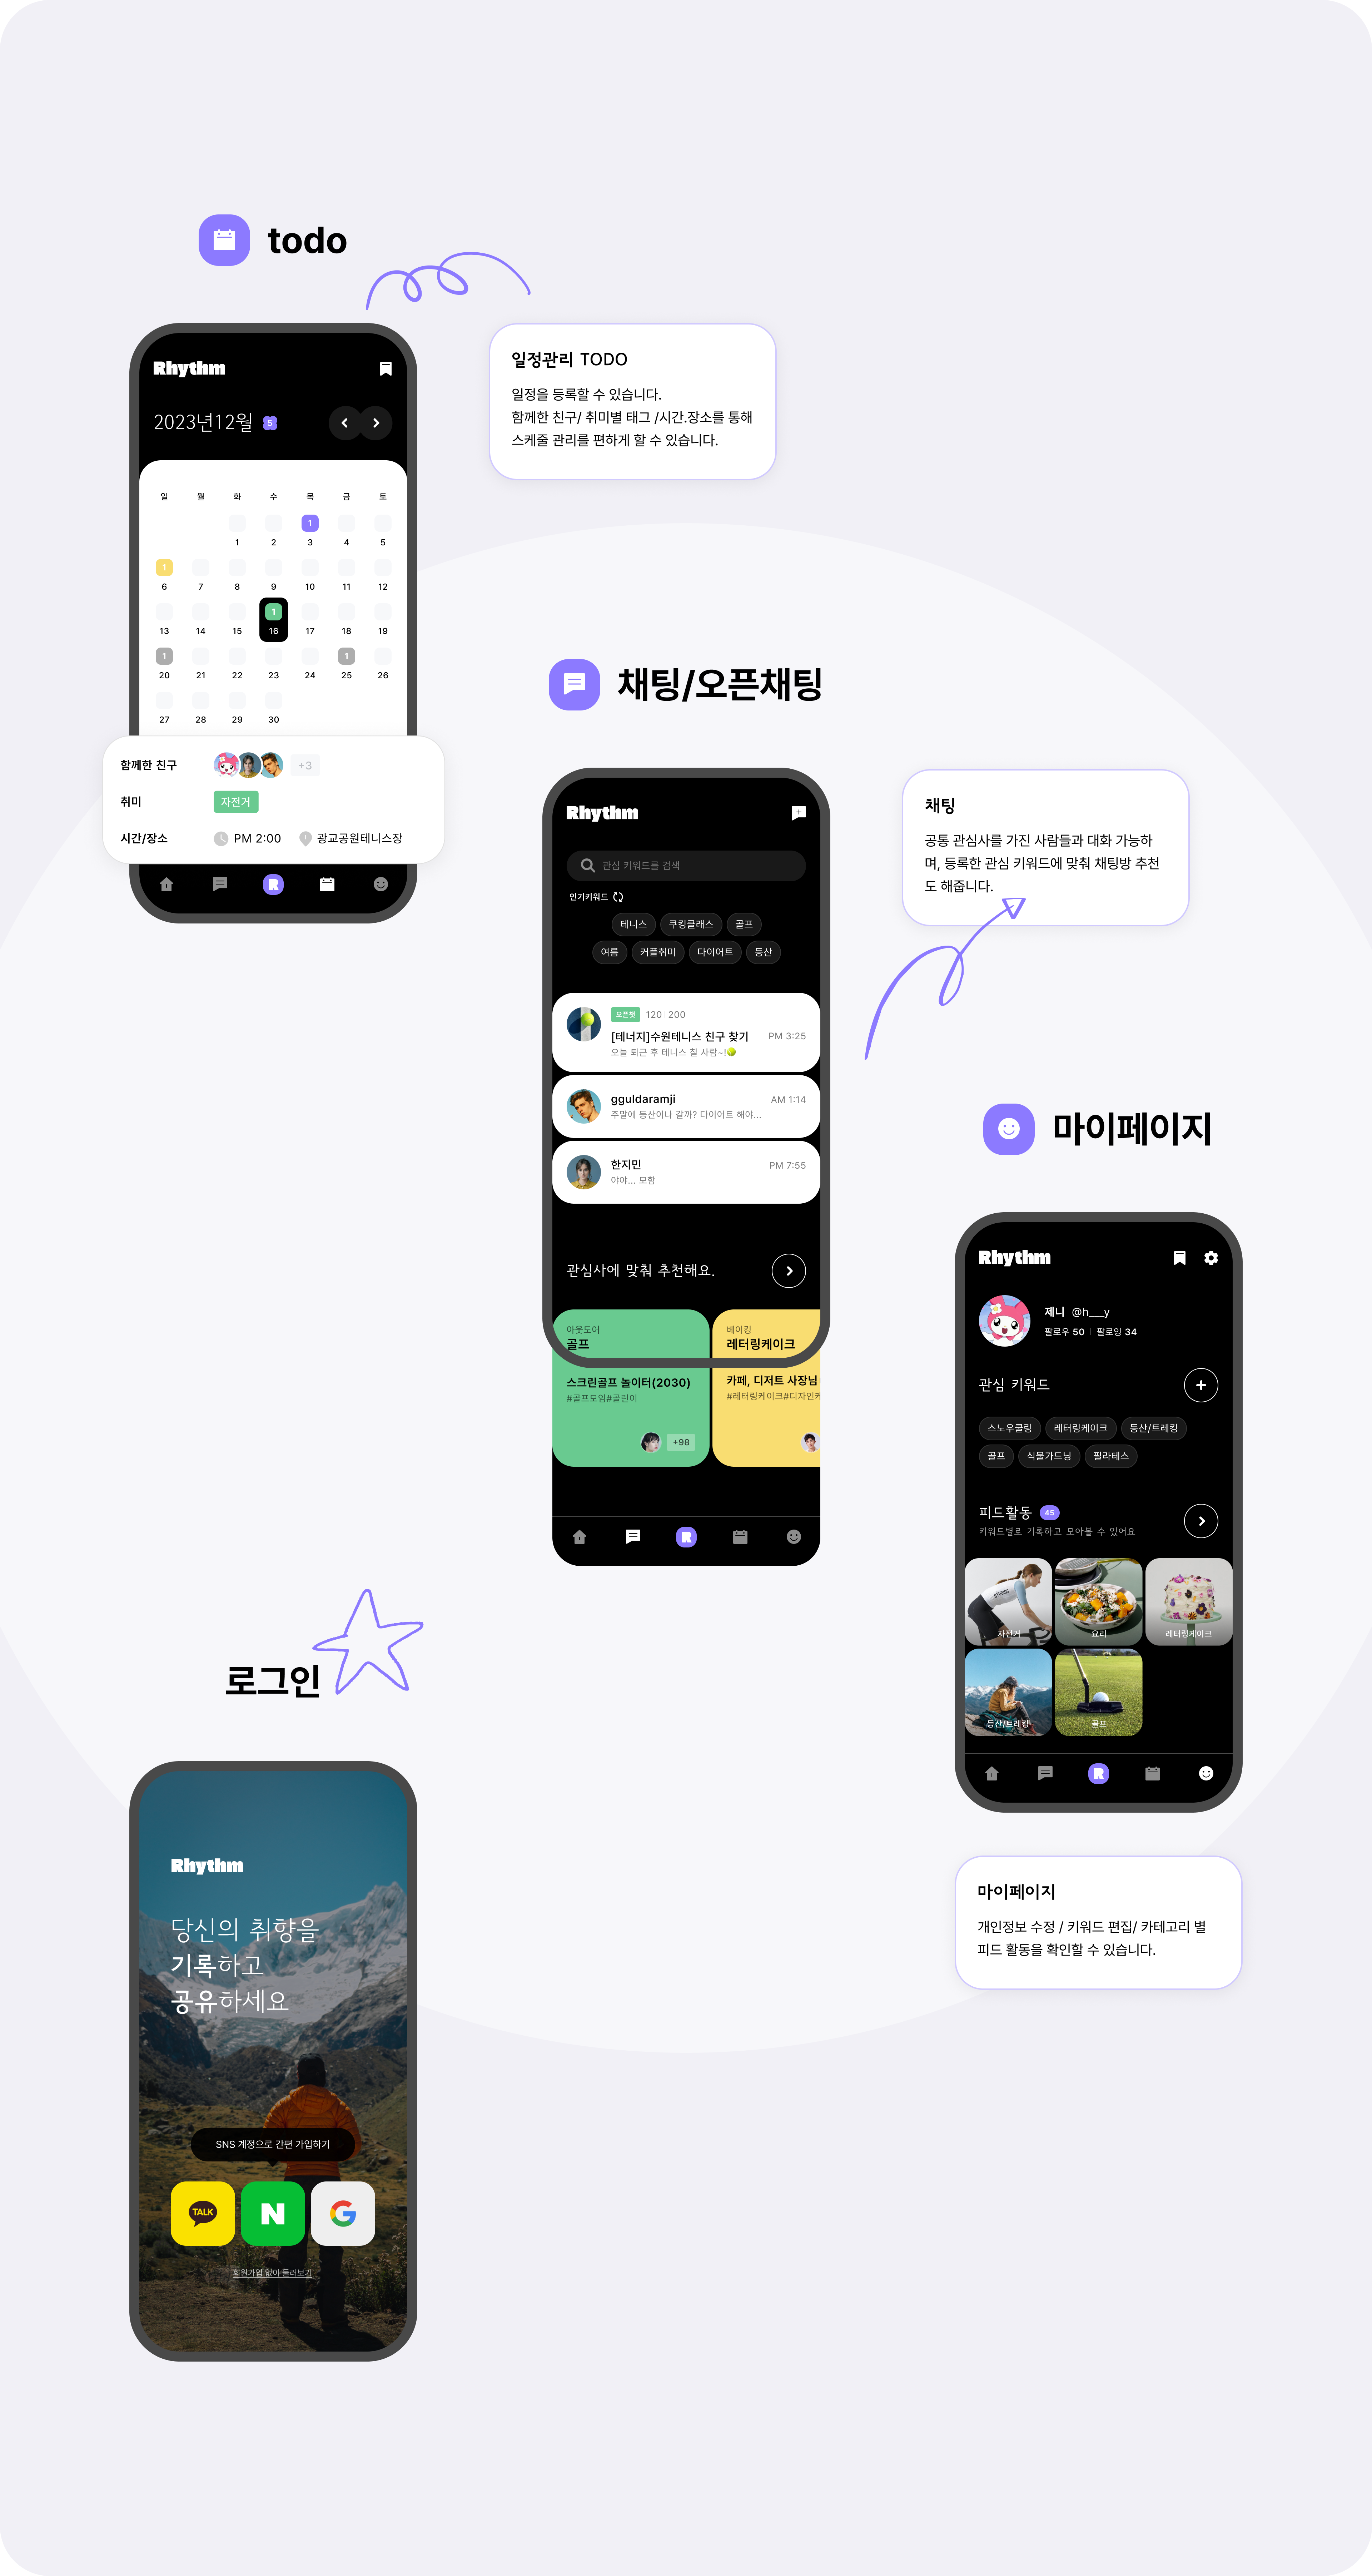 todo
Rhythm
2023년12월 5
일 월 화 수 목 금 토
1
1 2 3 4 5
1
6 7 8 9 10 11 12
1
13 14 15 16 17 18 19
1 1
20 21 22 23 24 25 26
27 28 29 30
함께한 친구 +3
취미 자전거
시간/장소 PM 2:00 광교공원테니스장
R
일정관리 TODO
일정을 등록할 수 있습니다.
함께한 친구/ 취미별 태그 /시간.장소를 통해
스케줄 관리를 편하게 할 수 있습니다.
채팅/오픈채팅
Rhythm
관심 키워드를 검색
인기키워드
테니스 쿠킹클래스 골프
여름 커플취미 다이어트 등산
오픈챗 120 200
[테너지]수원테니스 친구 찾기 PM 3:25
오늘 퇴근 후 테니스 칠 사람~!
gguldaramji AM 1:14
주말에 등산이나 갈까? 다이어트 해야...
한지민 PM 7:55
야야... 모함
관심사에 맞춰 추천해요.
아웃도어
골프
스크린골프 놀이터(2030)
#골프모임#골린이
+98
베이킹
레터링케이크
카페, 디저트 사장님
#레터링케이크#디자인케
R
채팅
공통 관심사를 가진 사람들과 대화 가능하
며, 등록한 관심 키워드에 맞춰 채팅방 추천
도 해줍니다.
마이페이지
Rhythm
제니 @h___y
팔로우 50 | 팔로잉 34
관심 키워드
스노우쿨링 레터링케이크 등산/트레킹
골프 식물가드닝 필라테스
피드활동 45
키워드별로 기록하고 모아볼 수 있어요
자전거 요리 레터링케이크
등산/트레킹 골프
R
마이페이지
개인정보 수정 / 키워드 편집/ 카테고리 별
피드 활동을 확인할 수 있습니다.
로그인
Rhythm
당신의 취향을
기록하고
공유하세요
SNS 계정으로 간편 가입하기
TALK N G
회원가입 없이 둘러보기